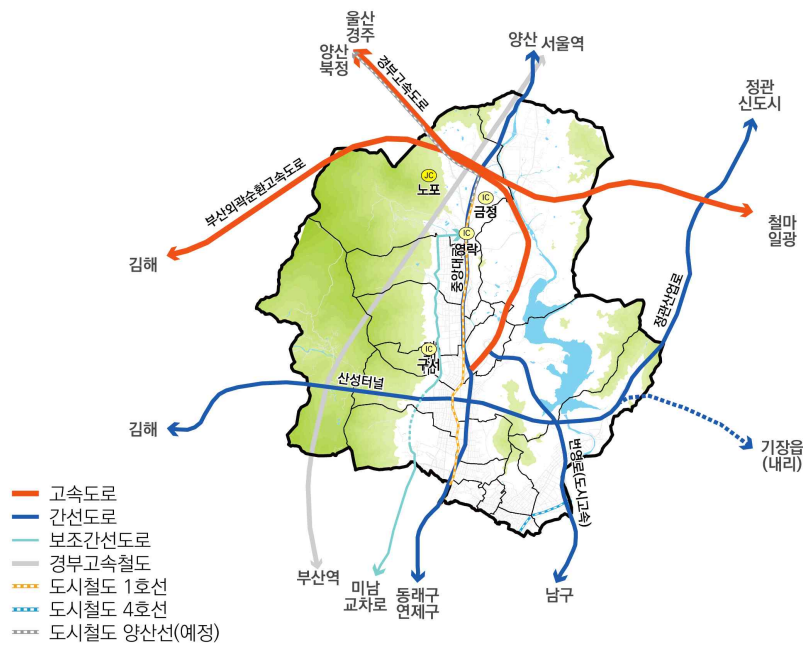 울산
경주
양산
북정
양산
서울역
정관
신도시
경부고속도로
부산외곽순환고속도로
JC
노포
IC
금정
IC
영락
중앙대로
철마
일광
김해
정관산업로
IC
구서
산성터널
김해
기장읍
(내리)
번영로(도시고속)
부산역
미남
교차로
동래구
연제구
남구
고속도로
간선도로
보조간선도로
경부고속철도
도시철도 1호선
도시철도 4호선
도시철도 양산선(예정)